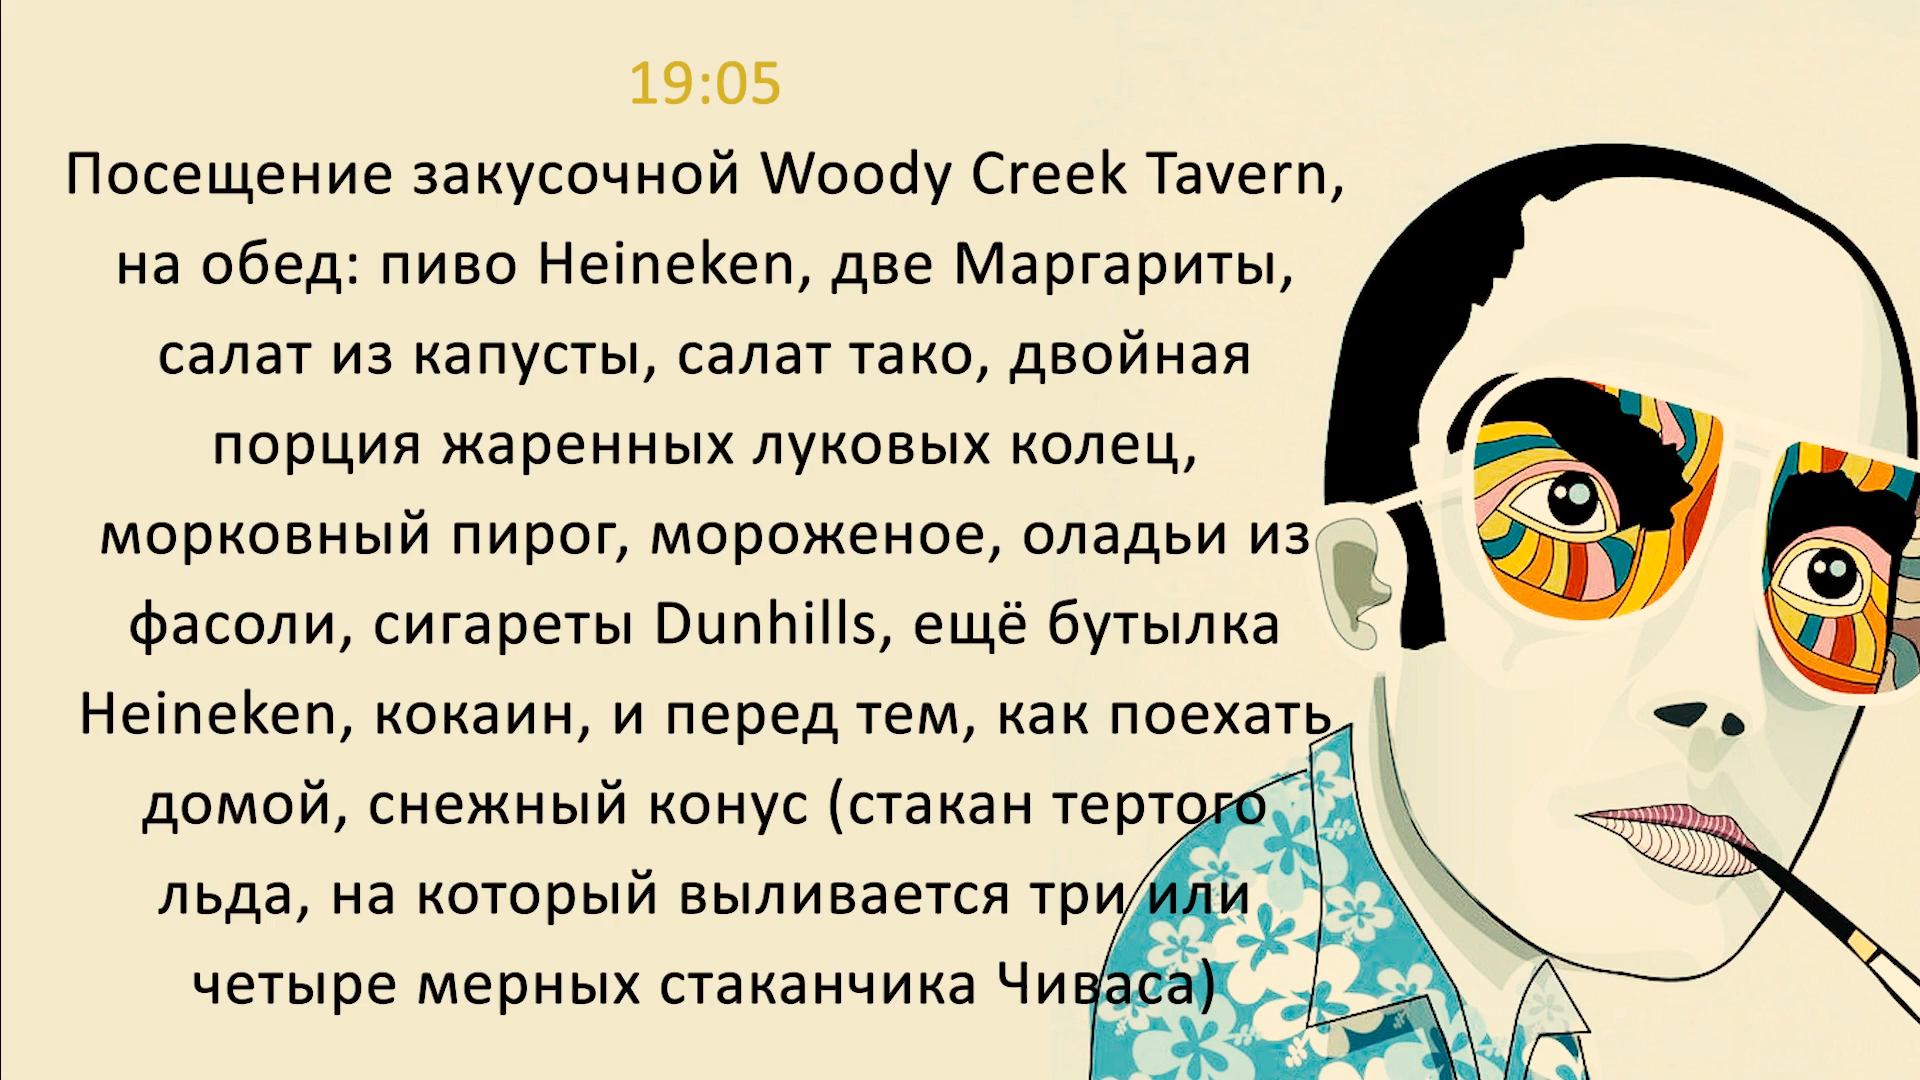 19:05
Посещение закусочной Woody Creek Tavern,
на обед: пиво Heineken, две Маргариты,
салат из капусты, салат тако, двойная
порция жаренных луковых колец,
морковный пирог, мороженое, оладьи из
фасоли, сигареты Dunhills, ещё бутылка
Heineken, кокаин, и перед тем, как поехать
домой, снежный конус (стакан тертого
льда, на который выливается три или
четыре мерных стаканчика Чиваса)